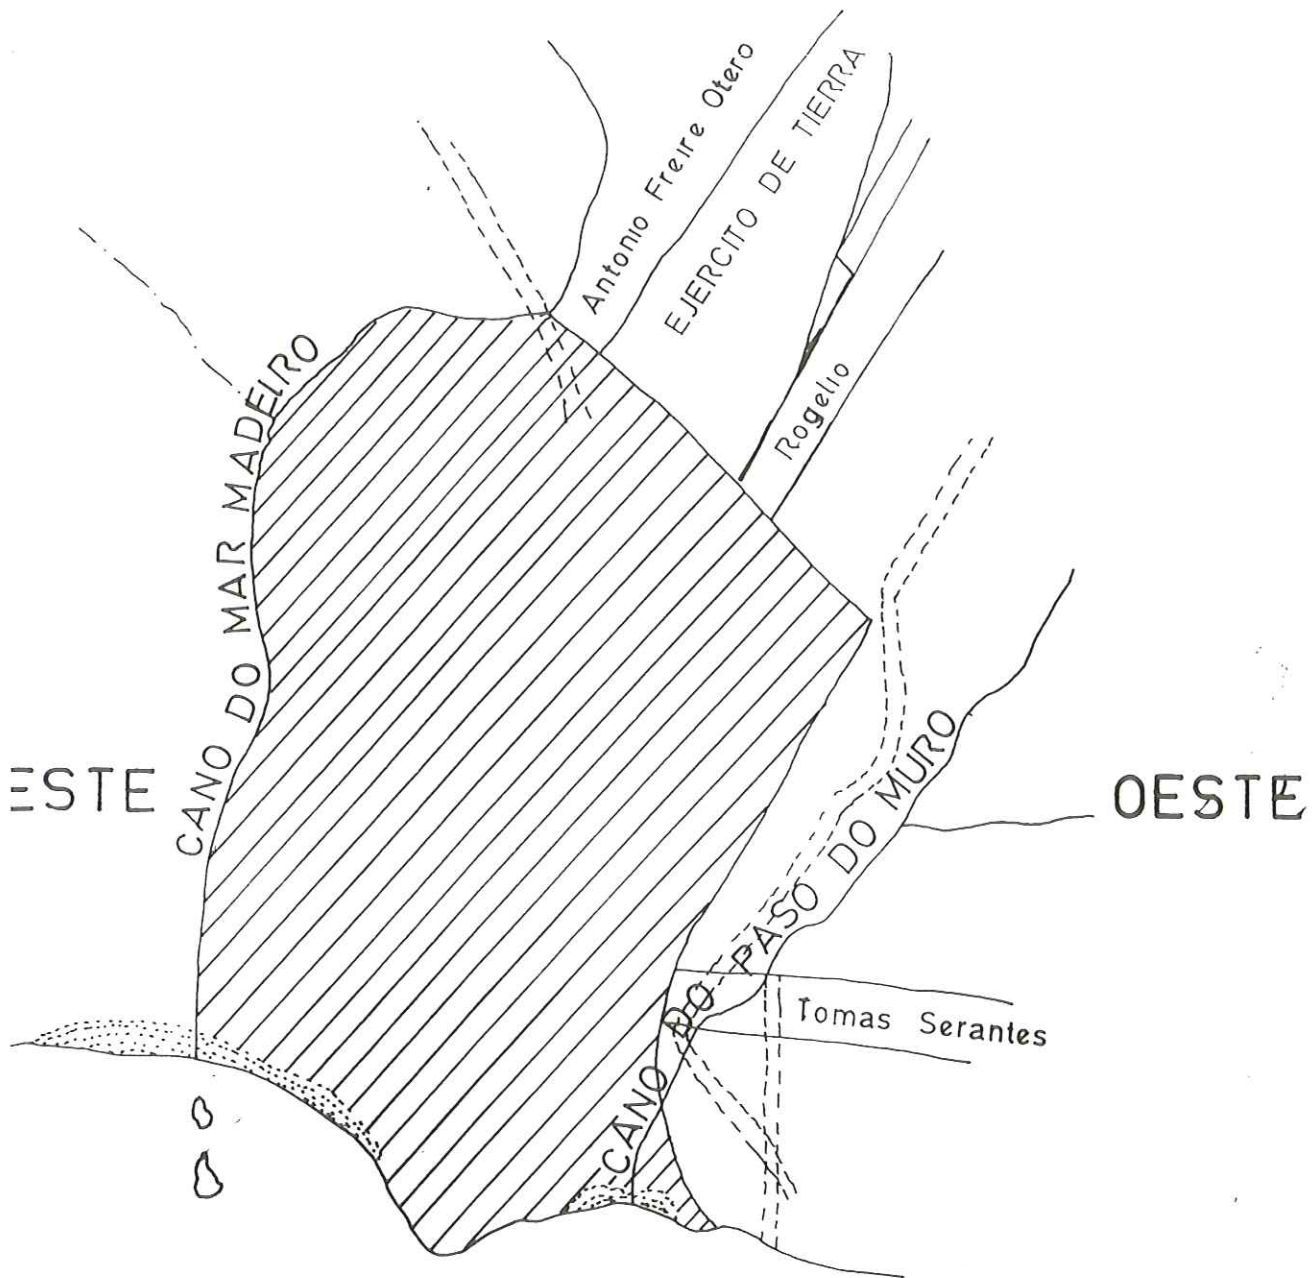 Antonio Freire Otero
EJERCITO DE TIERRA
Rogelio
CANO DO MAR MADEIRO
ESTE
OESTE
CANO DO PASO DO MURO
Tomas Serantes